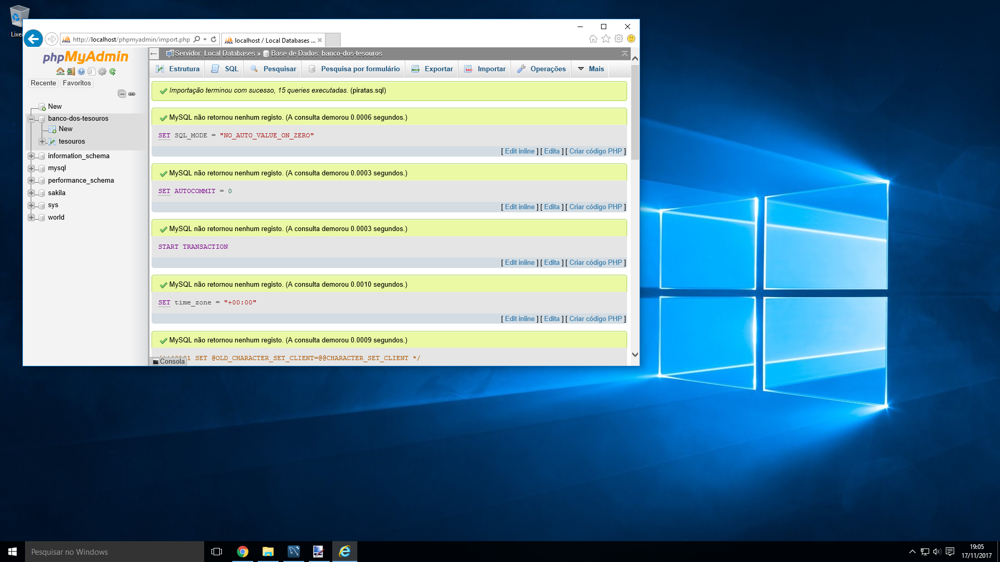 Lixei
http://localhost/phpmyadmin/import.php
localhost / Local Databases ...
phpMyAdmin
Recente
Favoritos
New
banco-dos-tesouros
New
tesouros
information_schema
mysql
performance_schema
sakila
sys
world
Servidor: Local Databases » Base de Dados: banco-dos-tesouros
Estrutura
SQL
Pesquisar
Pesquisa por formulário
Exportar
Importar
Operações
Mais
Importação terminou com sucesso, 15 queries executadas. (piratas.sql)
MySQL não retornou nenhum registo. (A consulta demorou 0.0006 segundos.)
SET SQL_MODE = "NO_AUTO_VALUE_ON_ZERO"
[ Edit inline ] [ Edita ] [ Criar código PHP ]
MySQL não retornou nenhum registo. (A consulta demorou 0.0003 segundos.)
SET AUTOCOMMIT = 0
[ Edit inline ] [ Edita ] [ Criar código PHP ]
MySQL não retornou nenhum registo. (A consulta demorou 0.0003 segundos.)
START TRANSACTION
[ Edit inline ] [ Edita ] [ Criar código PHP ]
MySQL não retornou nenhum registo. (A consulta demorou 0.0010 segundos.)
SET time_zone = "+00:00"
[ Edit inline ] [ Edita ] [ Criar código PHP ]
MySQL não retornou nenhum registo. (A consulta demorou 0.0009 segundos.)
SET @OLD_CHARACTER_SET_CLIENT=@@CHARACTER_SET_CLIENT */
Consola
Pesquisar no Windows
19:05
17/11/2017